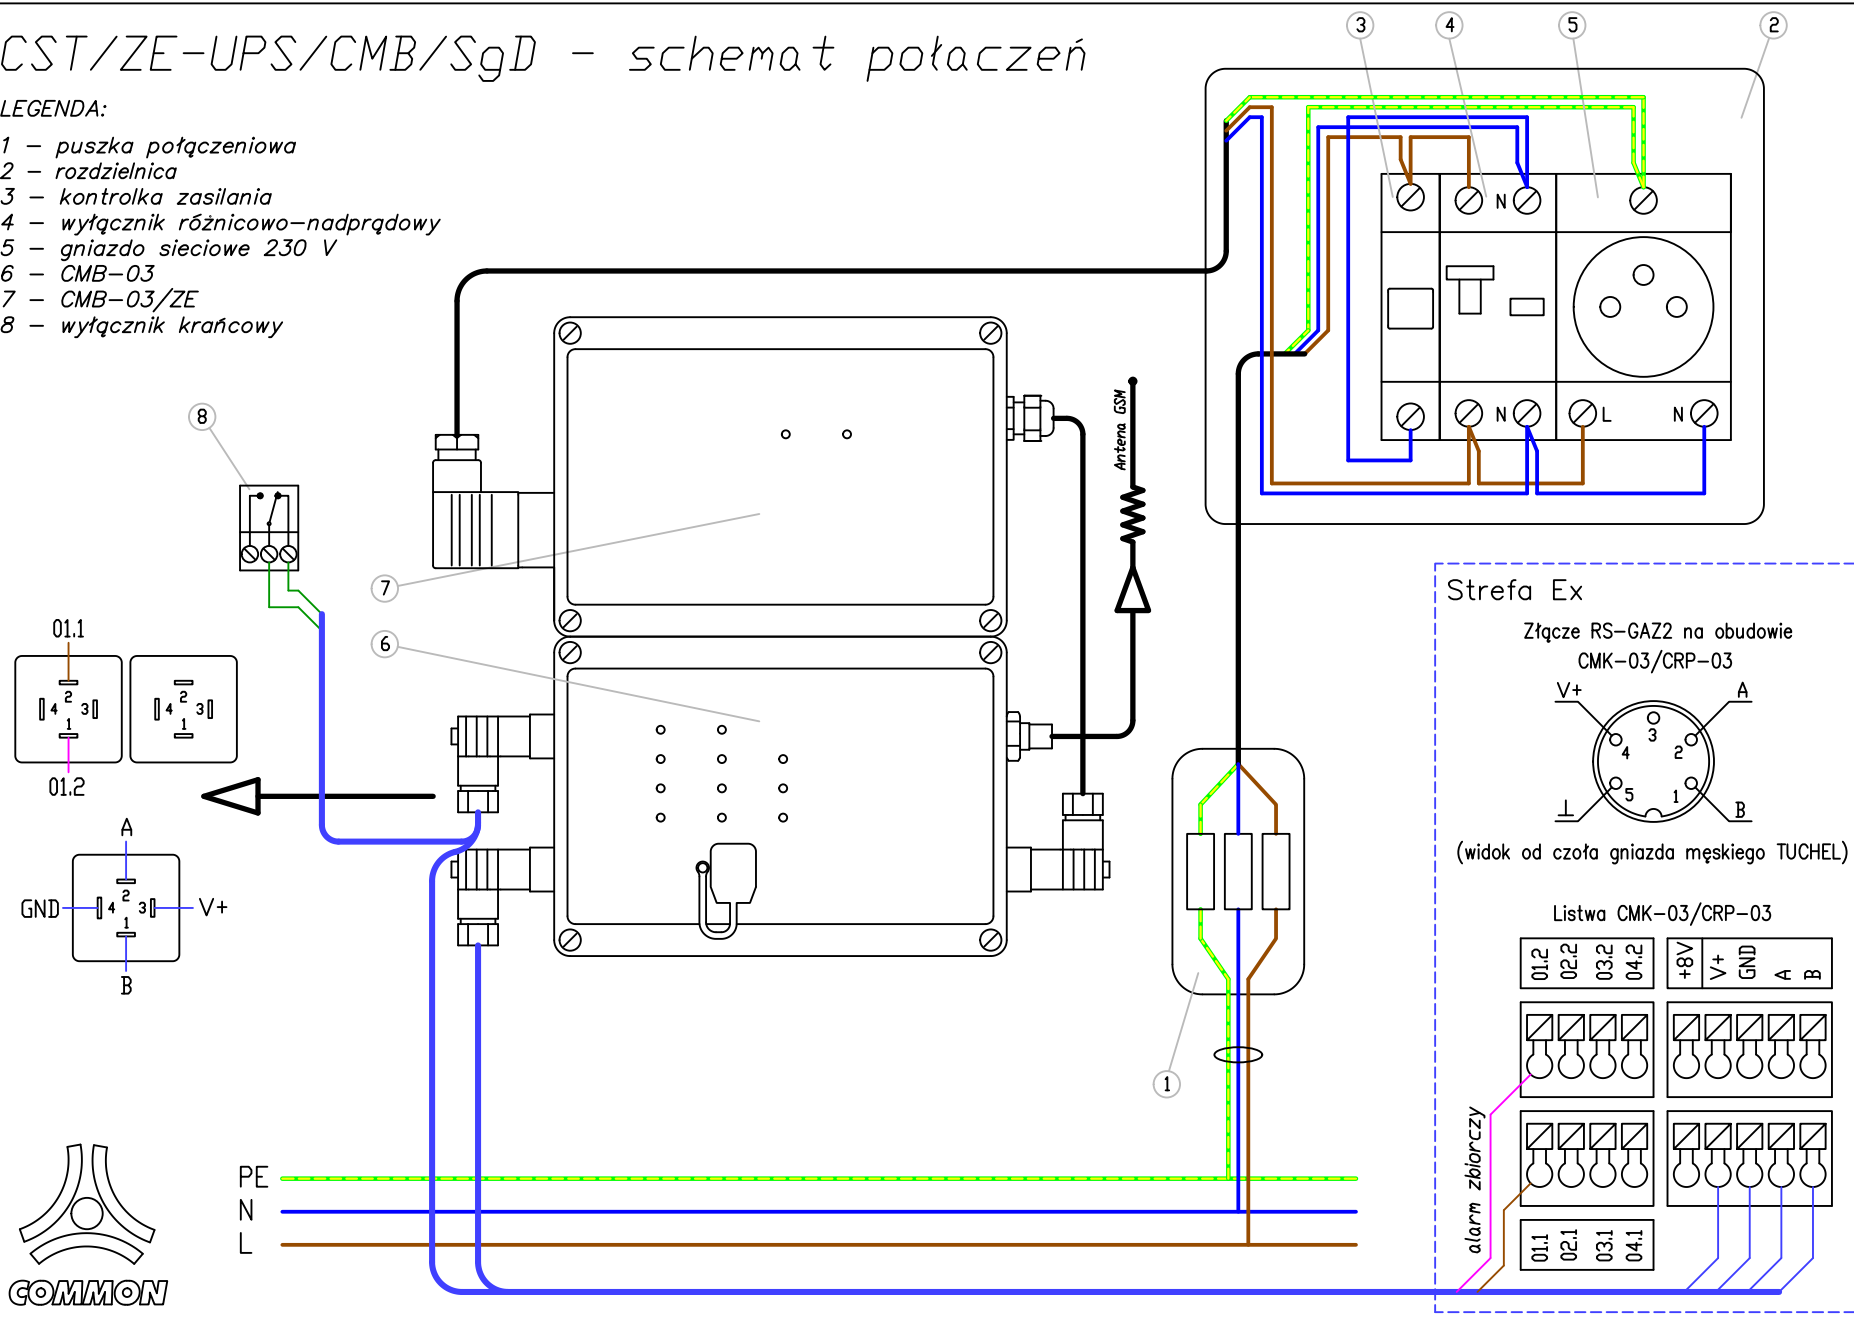 CST/ZE-UPS/CMB/SgD - schemat połaczeń
LEGENDA:
1 - puszka połączeniowa
2 - rozdzielnica
3 - kontrolka zasilania
4 - wyłącznik różnicowo-nadprądowy
5 - gniazdo sieciowe 230 V
6 - CMB-03
7 - CMB-03/ZE
8 - wyłącznik krańcowy
3
4
5
2
N
N
L
N
8
7
6
1
Antena GSM
01.1
2
4
3
1
01.2
2
4
3
1
A
GND
2
4
3
1
V+
B
PE
N
L
COMMON
Strefa Ex
Złącze RS-GAZ2 na obudowie
CMK-03/CRP-03
V+
A
3
4
2
5
1
⊥
B
(widok od czoła gniazda męskiego TUCHEL)
Listwa CMK-03/CRP-03
01.2 02.2 03.2 04.2
+8V V+ GND A B
alarm zbiorczy
01.1 02.1 03.1 04.1